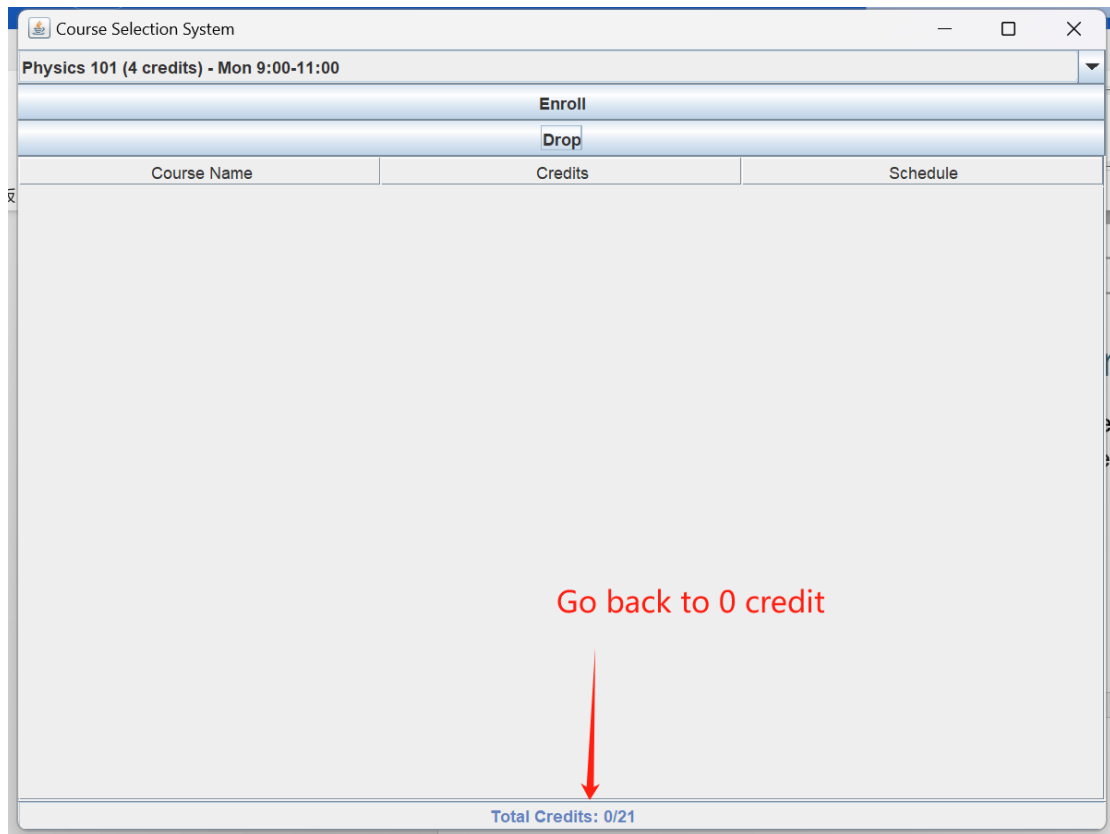 Course Selection System
Physics 101 (4 credits) - Mon 9:00-11:00
Enroll
Drop
Course Name Credits Schedule
Go back to 0 credit
Total Credits: 0/21